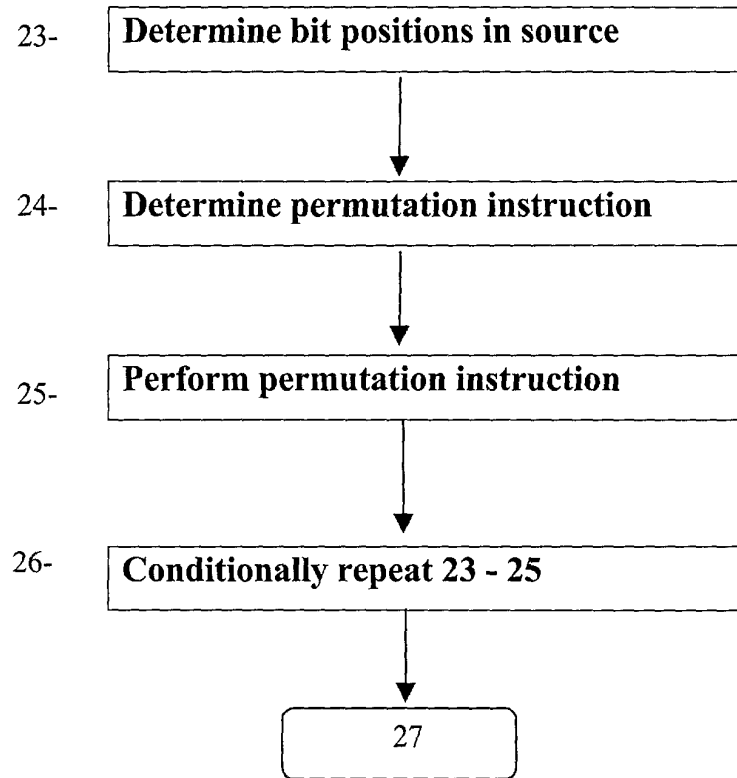 23- Determine bit positions in source
24- Determine permutation instruction
25- Perform permutation instruction
26- Conditionally repeat 23 - 25
27